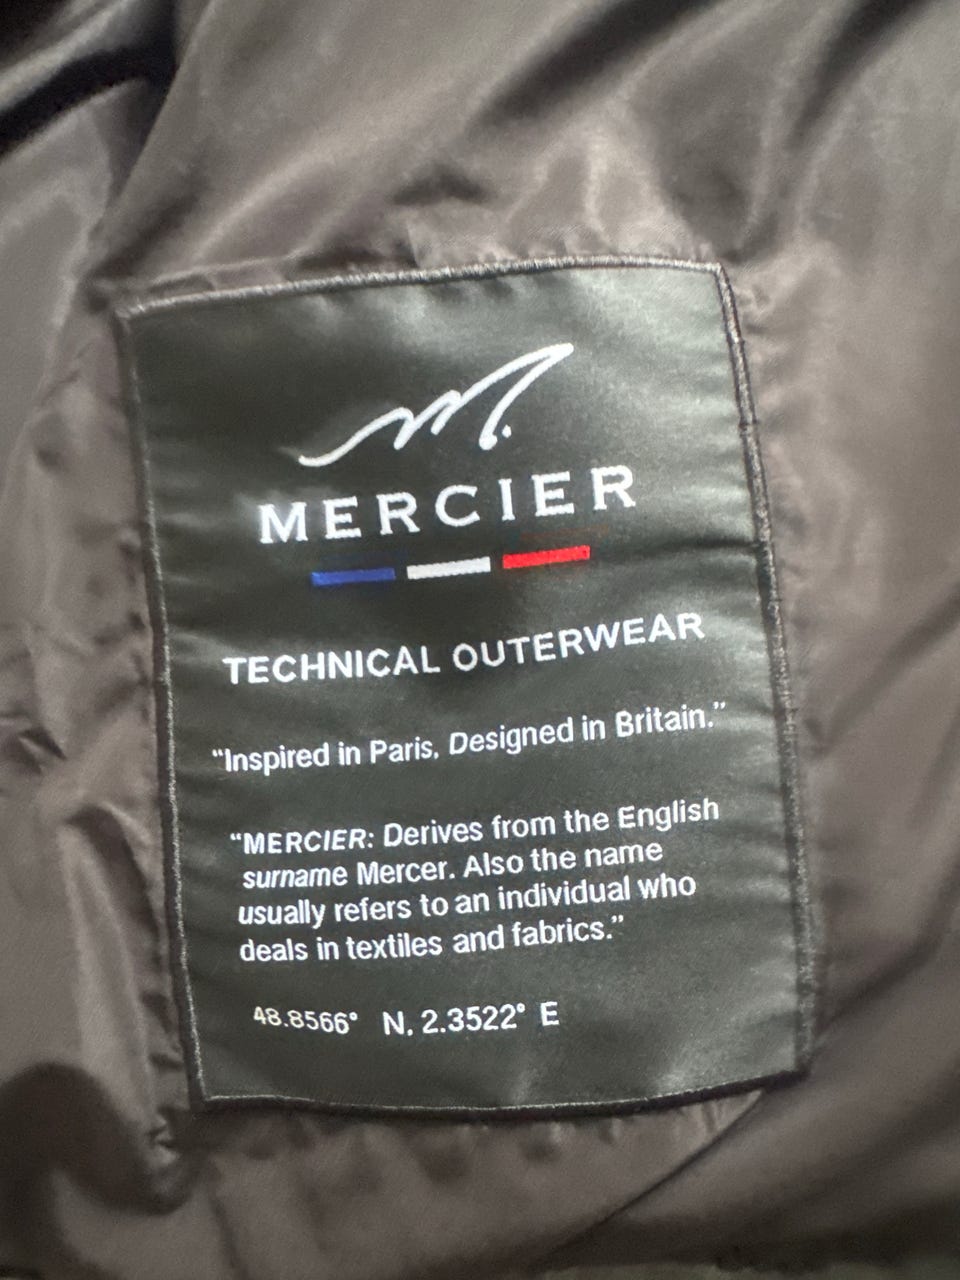 M.
MERCIER
TECHNICAL OUTERWEAR
“Inspired in Paris, Designed in Britain.”
“MERCIER: Derives from the English
surname Mercer. Also the name
usually refers to an individual who
deals in textiles and fabrics.”
48.8566° N, 2.3522° E